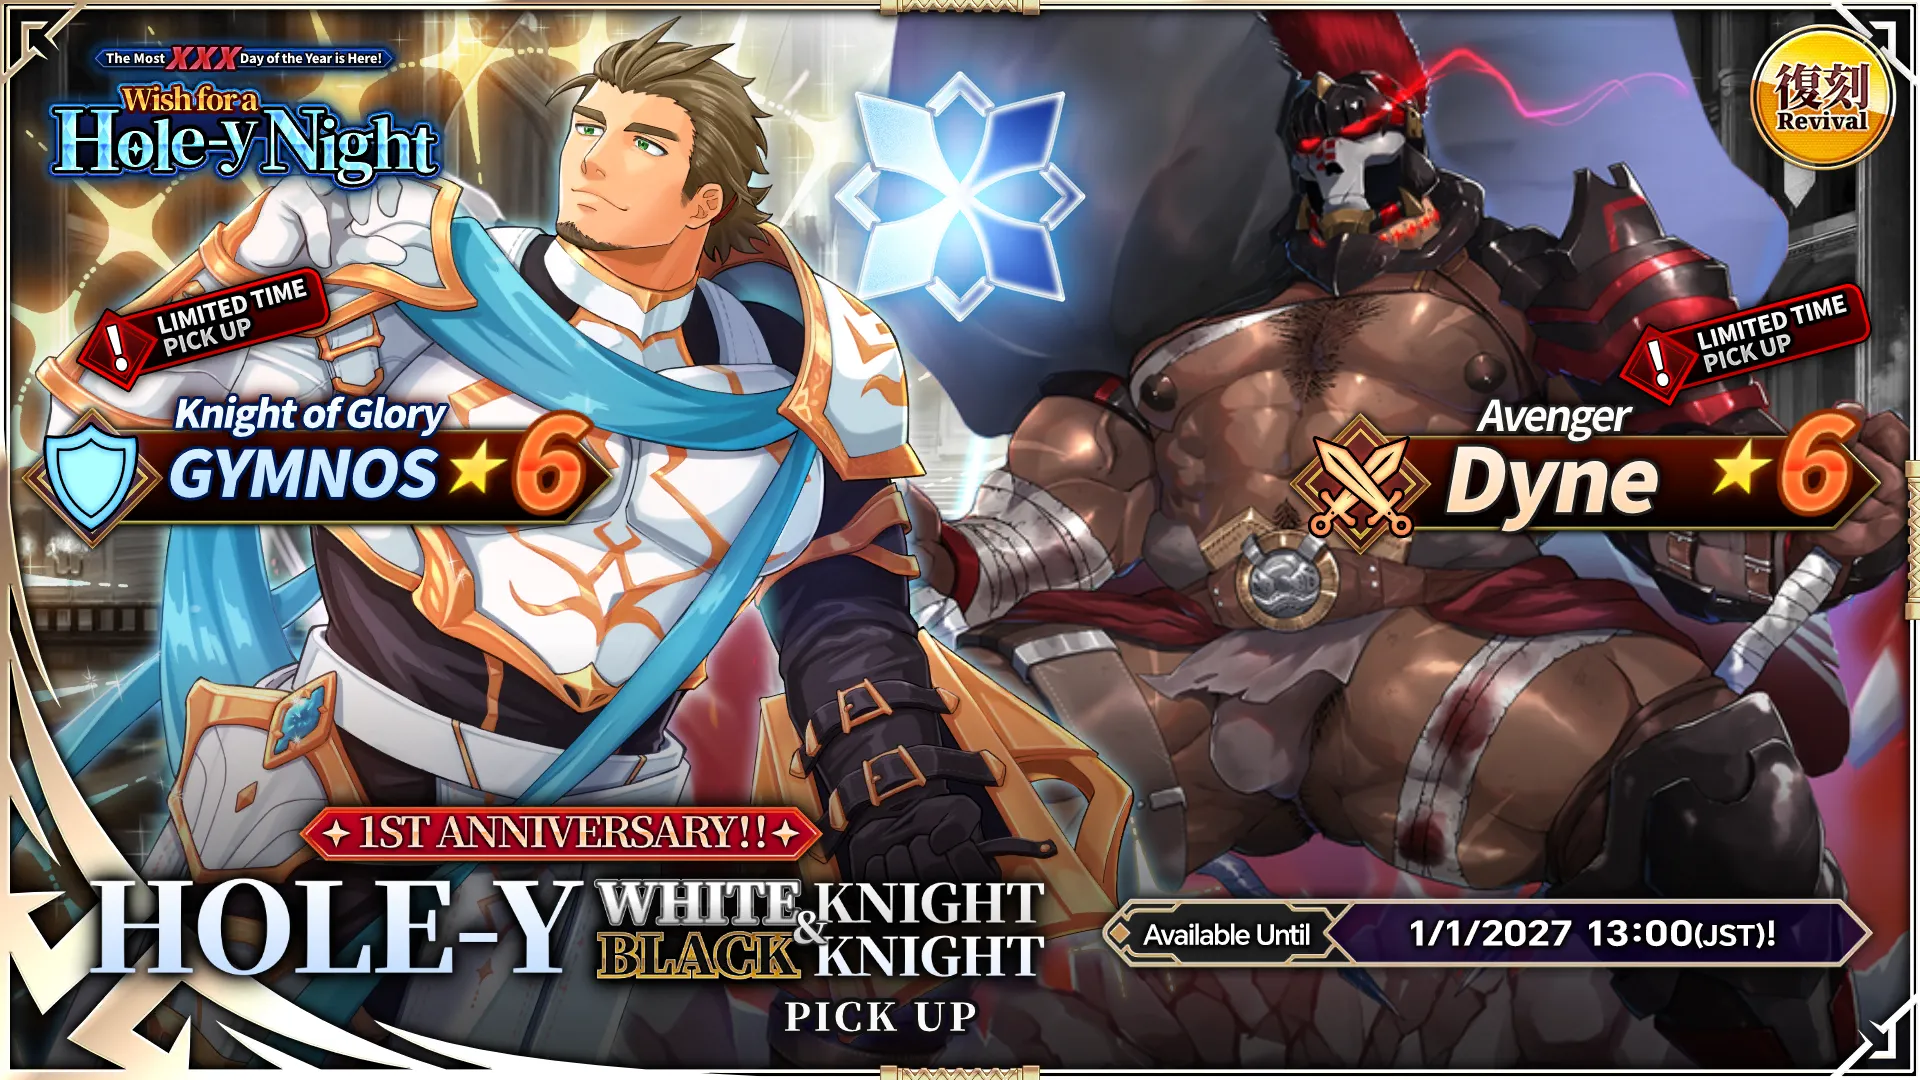 The Most XXX Day of the Year is Here!
Wish for a
Hole-y Night
復刻
Revival
LIMITED TIME
PICK UP
Knight of Glory
GYMNOS ★6
LIMITED TIME
PICK UP
Avenger
Dyne ★6
1ST ANNIVERSARY!!
HOLE-Y WHITE KNIGHT
& BLACK KNIGHT
PICK UP
Available Until 1/1/2027 13:00(JST)!